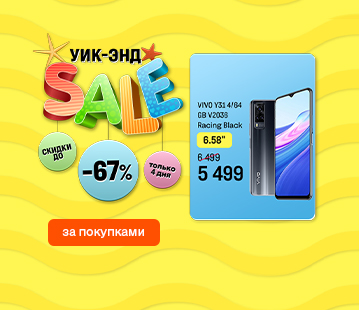 УИК-ЭНД
SALE
СКИДКИ
ДО
-67%
ТОЛЬКО
4 ДНЯ
за покупками
VIVO Y31 4/64
GB V2036
Racing Black
6.58"
6 499
5 499
vivo